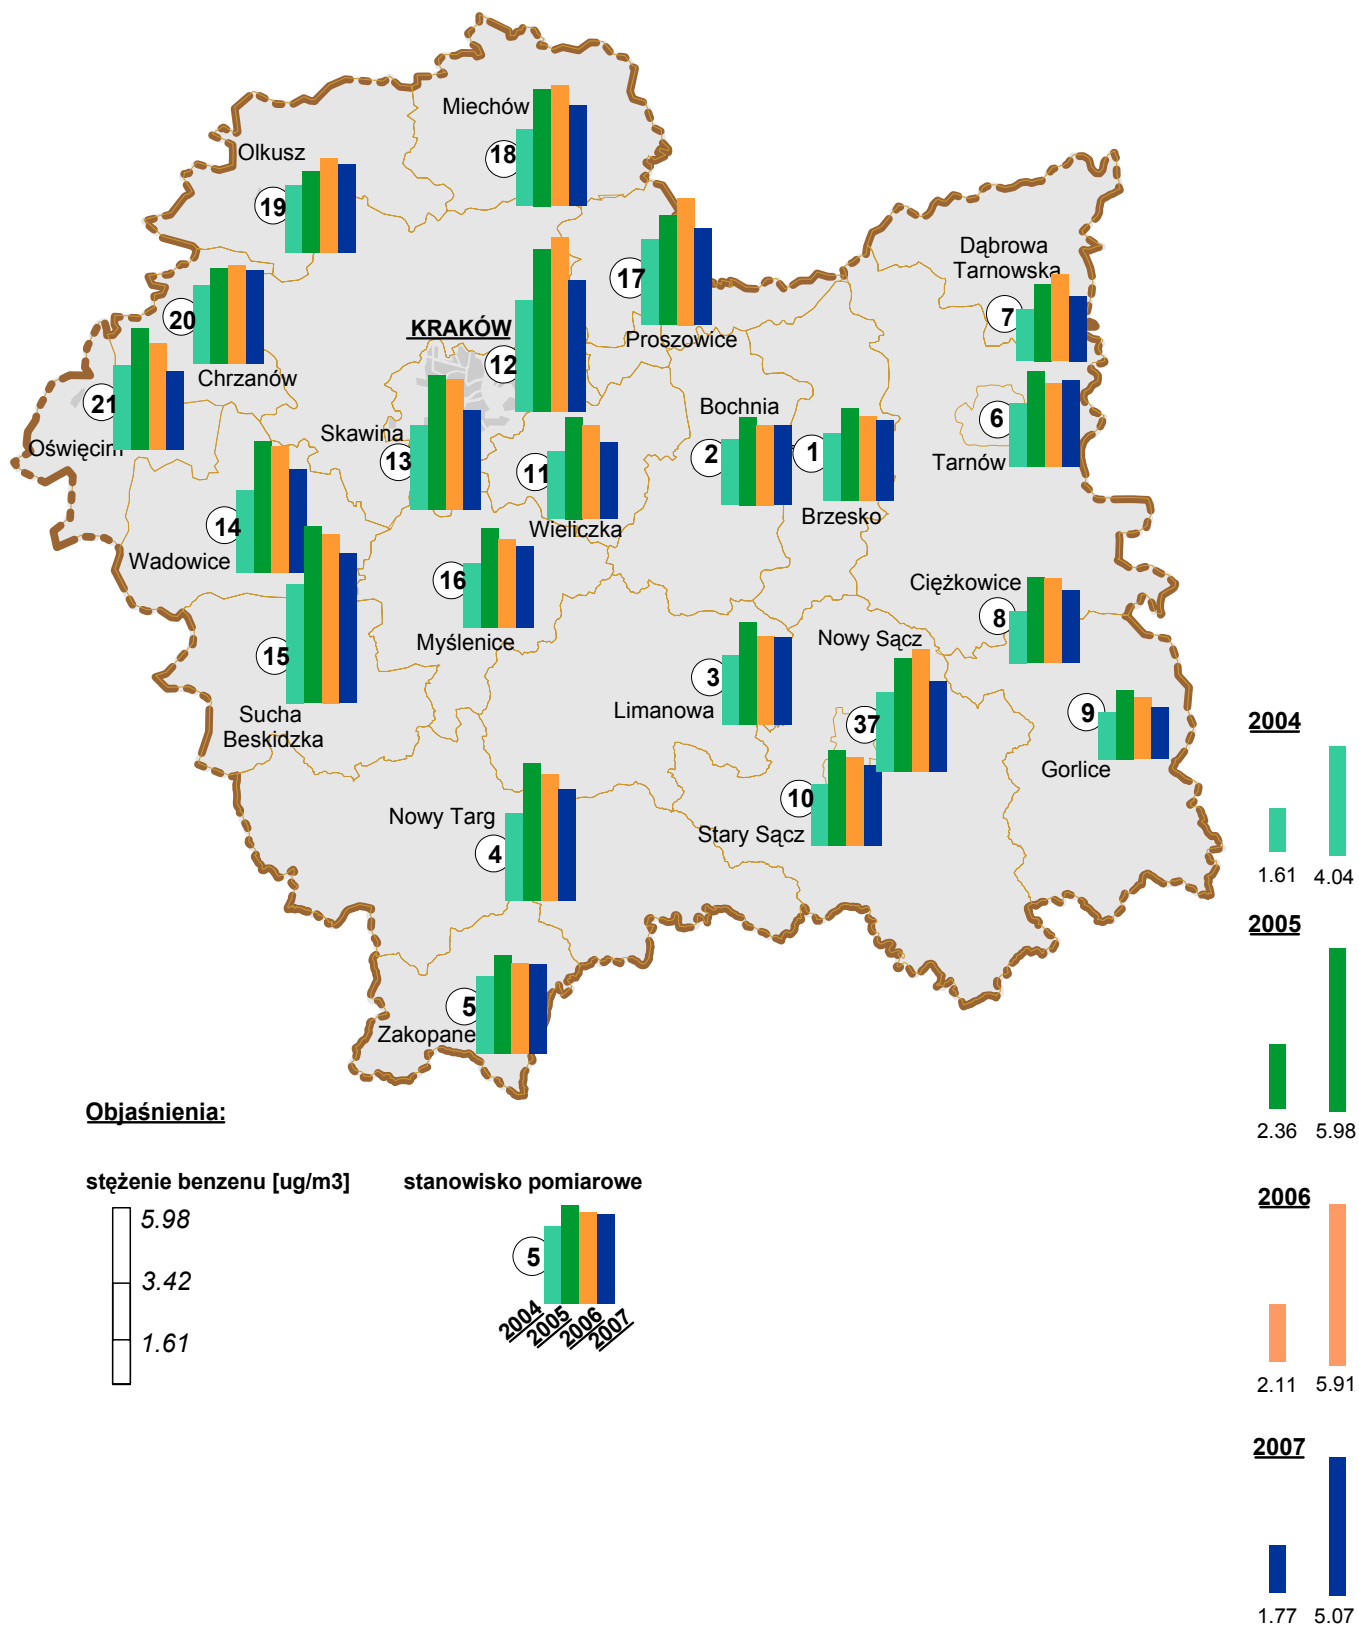 Miechów
18
Olkusz
19
Dąbrowa
Tarnowska
7
17
Proszowice
20
Chrzanów
KRAKÓW
12
21
Oświęcim
Skawina
13
Bochnia
2
1
Brzesko
6
Tarnów
11
Wieliczka
14
Wadowice
16
Myślenice
Ciężkowice
8
15
Sucha
Beskidzka
3
Limanowa
Nowy Sącz
37
9
Gorlice
10
Stary Sącz
Nowy Targ
4
5
Zakopane
2004
1.61 4.04
2005
2.36 5.98
2006
2.11 5.91
2007
1.77 5.07
Objaśnienia:
stężenie benzenu [ug/m3]
5.98
3.42
1.61
stanowisko pomiarowe
5
2004
2005
2006
2007